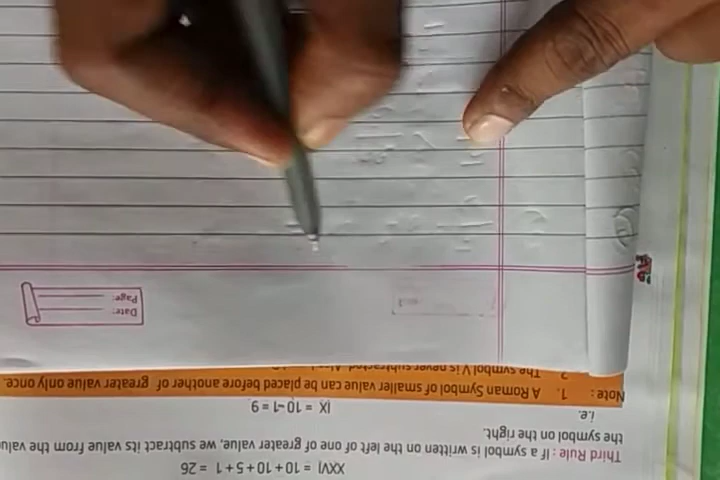 XXVI = 10+10+5+1 = 26
Third Rule : If a symbol is written on the left of one of greater value, we subtract its value from the
the symbol on the right.
i.e. IX = 10-1 = 9
Note : 1. A Roman Symbol of smaller value can be placed before another of greater value only once.
2. The symbol V is never subtracted
Date:
Page: